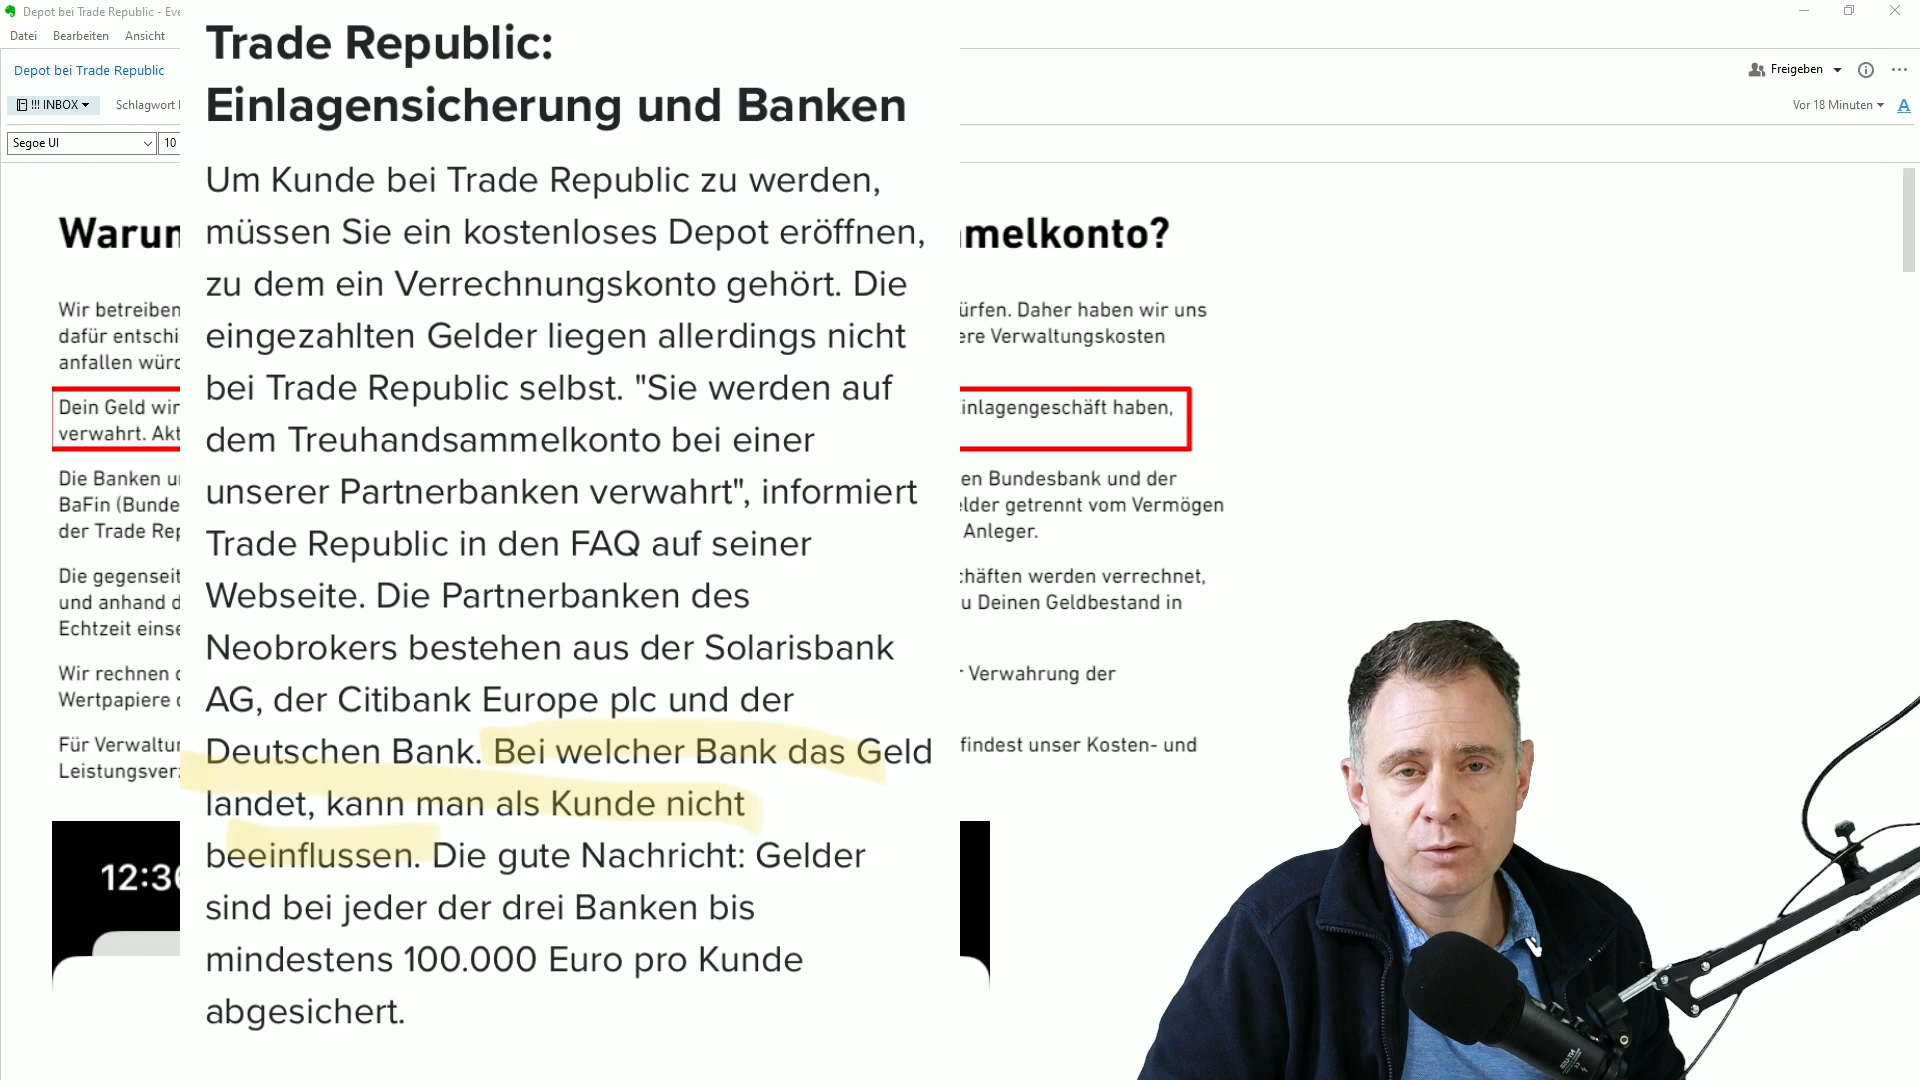 Depot bei Trade Republic - Eve
Datei Bearbeiten Ansicht
Depot bei Trade Republic
Freigeben
!!! INBOX
Schlagwort
Vor 18 Minuten
A
Segoe UI
10
Trade Republic:
Einlagensicherung und Banken
Um Kunde bei Trade Republic zu werden,
müssen Sie ein kostenloses Depot eröffnen,
zu dem ein Verrechnungskonto gehört. Die
eingezahlten Gelder liegen allerdings nicht
bei Trade Republic selbst. "Sie werden auf
dem Treuhandsammelkonto bei einer
unserer Partnerbanken verwahrt", informiert
Trade Republic in den FAQ auf seiner
Webseite. Die Partnerbanken des
Neobrokers bestehen aus der Solarisbank
AG, der Citibank Europe plc und der
Deutschen Bank. Bei welcher Bank das Geld
landet, kann man als Kunde nicht
beeinflussen. Die gute Nachricht: Gelder
sind bei jeder der drei Banken bis
mindestens 100.000 Euro pro Kunde
abgesichert.
Warum melkonto?
Wir betreiben ürfen. Daher haben wir uns
dafür entschi ere Verwaltungskosten
anfallen würd
Dein Geld wir inlagengeschäft haben,
verwahrt. Akt
Die Banken u en Bundesbank und der
BaFin (Bunde lder getrennt vom Vermögen
der Trade Rep Anleger.
Die gegenseit häften werden verrechnet,
und anhand d u Deinen Geldbestand in
Echtzeit einse
Wir rechnen r Verwahrung der
Wertpapiere
Für Verwaltu findest unser Kosten- und
Leistungsverz
12:36